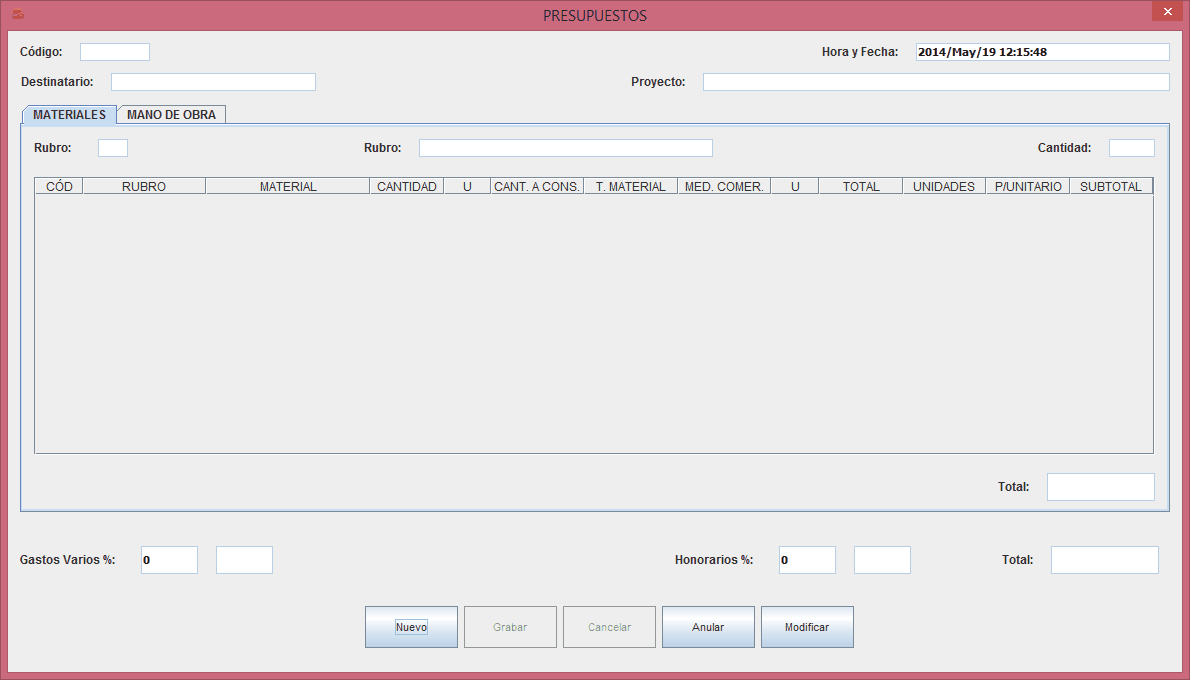 PRESUPUESTOS
Código: Hora y Fecha: 2014/May/19 12:15:48
Destinatario: Proyecto:
MATERIALES MANO DE OBRA
Rubro: Rubro: Cantidad:
CÓD RUBRO MATERIAL CANTIDAD U CANT. A CONS. T. MATERIAL MED. COMER. U TOTAL UNIDADES P/UNITARIO SUBTOTAL
Total:
Gastos Varios %: 0 Honorarios %: 0 Total:
Nuevo Grabar Cancelar Anular Modificar